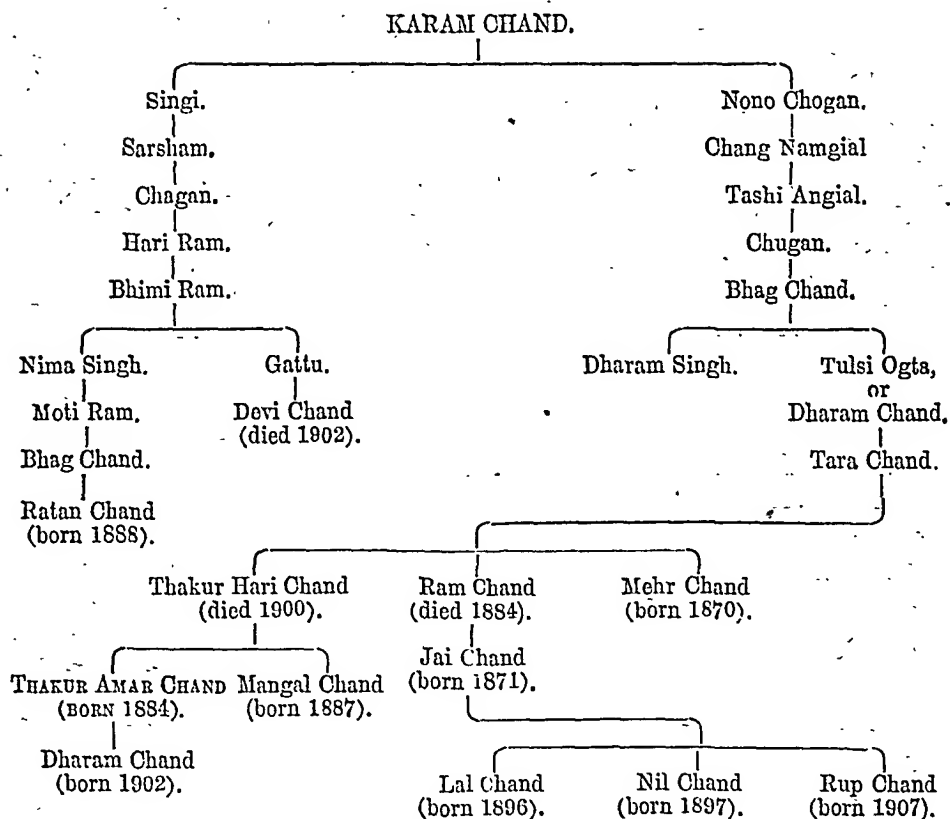 KARAM CHAND.
Singi. Nono Chogan.
Sarsham. Chang Namgial
Chagan. Tashi Angial.
Hari Ram. Chugan.
Bhimi Ram. Bhag Chand.
Nima Singh. Gattu. Dharam Singh. Tulsi Ogta,
or
Moti Ram. Devi Chand Dharam Chand.
(died 1902).
Bhag Chand. Tara Chand.
Ratan Chand
(born 1888).
Thakur Hari Chand Ram Chand Mehr Chand
(died 1900). (died 1884). (born 1870).
Jai Chand
THAKUR AMAR CHAND Mangal Chand (born 1871).
(BORN 1884). (born 1887).
Dharam Chand
(born 1902).
Lal Chand Nil Chand Rup Chand
(born 1896). (born 1897). (born 1907).